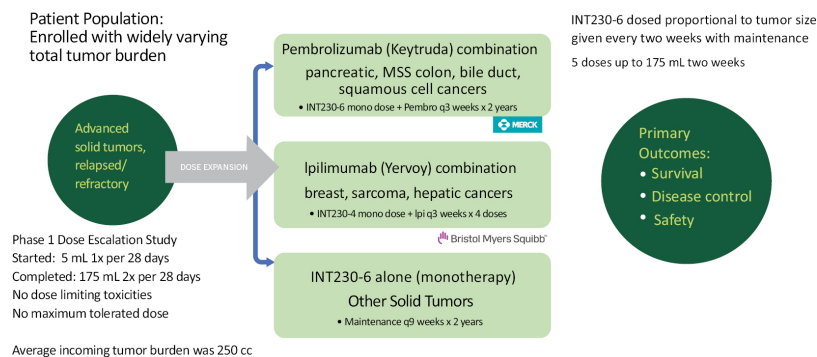 Patient Population:
Enrolled with widely varying
total tumor burden
Advanced
solid tumors,
relapsed/
refractory
DOSE EXPANSION
Phase 1 Dose Escalation Study
Started: 5 mL 1x per 28 days
Completed: 175 mL 2x per 28 days
No dose limiting toxicities
No maximum tolerated dose
Average incoming tumor burden was 250 cc
Pembrolizumab (Keytruda) combination
pancreatic, MSS colon, bile duct,
squamous cell cancers
• INT230-6 mono dose + Pembro q3 weeks x 2 years
MERCK
Ipilimumab (Yervoy) combination
breast, sarcoma, hepatic cancers
• INT230-4 mono dose + Ipi q3 weeks x 4 doses
Bristol Myers Squibb
INT230-6 alone (monotherapy)
Other Solid Tumors
• Maintenance q9 weeks x 2 years
INT230-6 dosed proportional to tumor size
given every two weeks with maintenance
5 doses up to 175 mL two weeks
Primary
Outcomes:
• Survival
• Disease control
• Safety